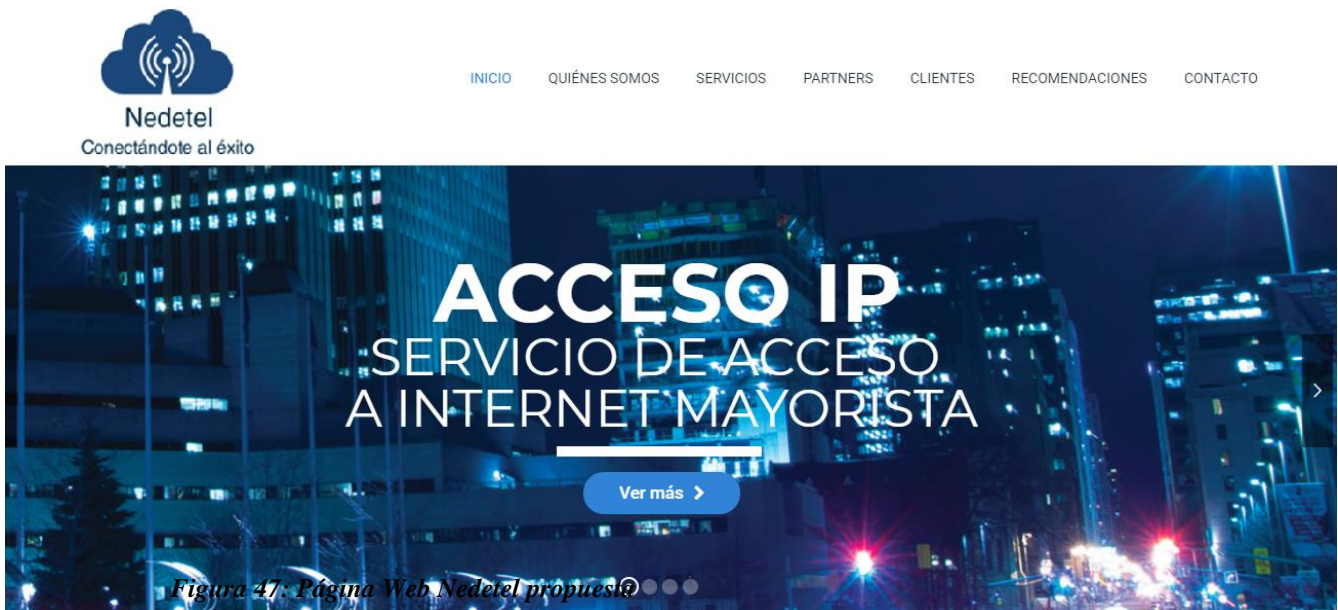 Nedetel
Conectándote al éxito
INICIO QUIÉNES SOMOS SERVICIOS PARTNERS CLIENTES RECOMENDACIONES CONTACTO
ACCESO IP
SERVICIO DE ACCESO
A INTERNET MAYORISTA
Ver más
Figura 47: Página Web Nedetel propuesta